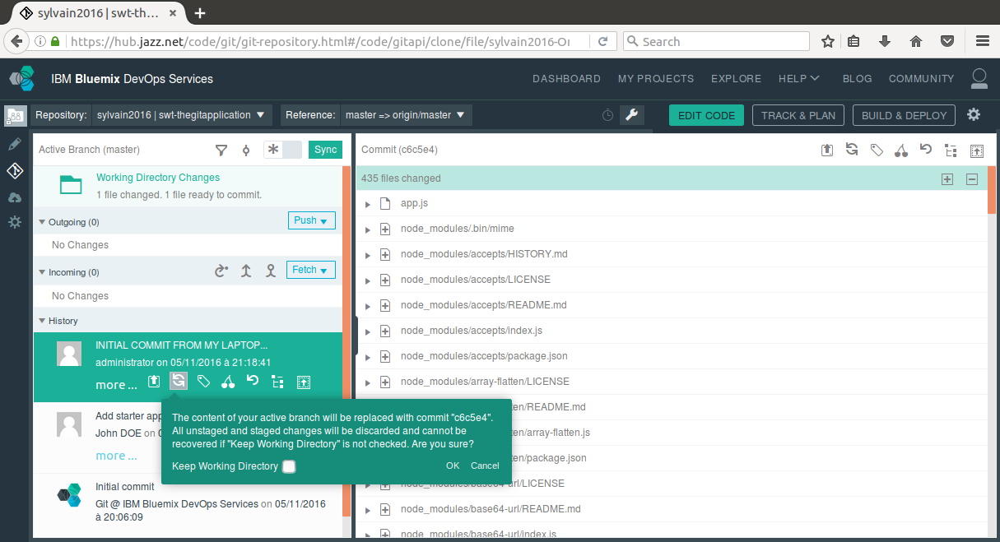 sylvain2016 | swt-th...
https://hub.jazz.net/code/git/git-repository.html#/code/gitapi/clone/file/sylvain2016-Or
Search
IBM Bluemix DevOps Services
DASHBOARD MY PROJECTS EXPLORE HELP BLOG COMMUNITY
Repository: sylvain2016 | swt-thegitapplication Reference: master => origin/master
EDIT CODE TRACK & PLAN BUILD & DEPLOY
Active Branch (master)
Sync
Working Directory Changes
1 file changed. 1 file ready to commit.
Outgoing (0)
Push
No Changes
Incoming (0)
Fetch
No Changes
History
INITIAL COMMIT FROM MY LAPTOP...
administrator on 05/11/2016 à 21:18:41
more ...
Add starter app
John DOE on 0
more ...
The content of your active branch will be replaced with commit "c6c5e4".
All unstaged and staged changes will be discarded and cannot be
recovered if "Keep Working Directory" is not checked. Are you sure?
Keep Working Directory
OK Cancel
Initial commit
Git @ IBM Bluemix DevOps Services on 05/11/2016
à 20:06:09
Commit (c6c5e4)
435 files changed
app.js
node_modules/.bin/mime
node_modules/accepts/HISTORY.md
node_modules/accepts/LICENSE
node_modules/accepts/README.md
node_modules/accepts/index.js
node_modules/accepts/package.json
node_modules/array-flatten/LICENSE
ten/README.md
ten/array-flatten.js
ten/package.json
node_modules/base64-url/LICENSE
node_modules/base64-url/README.md
node_modules/base64-url/index.js